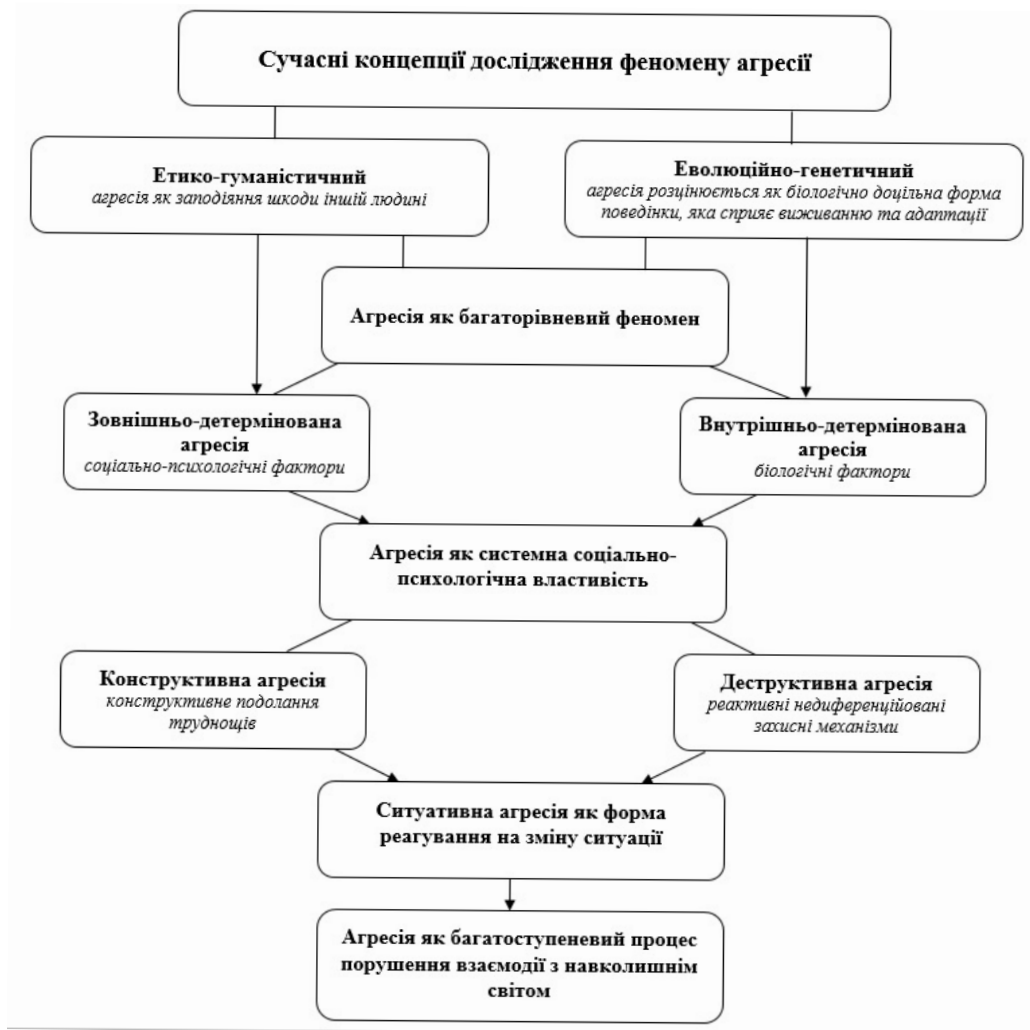 Сучасні концепції дослідження феномену агресії
Етико-гуманістичний
агресія як заподіяння шкоди іншій людині
Еволюційно-генетичний
агресія розцінюється як біологічно доцільна форма
поведінки, яка сприяє виживанню та адаптації
Агресія як багаторівневий феномен
Зовнішньо-детермінована
агресія
соціально-психологічні фактори
Внутрішньо-детермінована
агресія
біологічні фактори
Агресія як системна соціально-
психологічна властивість
Конструктивна агресія
конструктивне подолання
труднощів
Деструктивна агресія
реактивні недиференційовані
захисні механізми
Ситуативна агресія як форма
реагування на зміну ситуації
Агресія як багатоступеневий процес
порушення взаємодії з навколишнім
світом